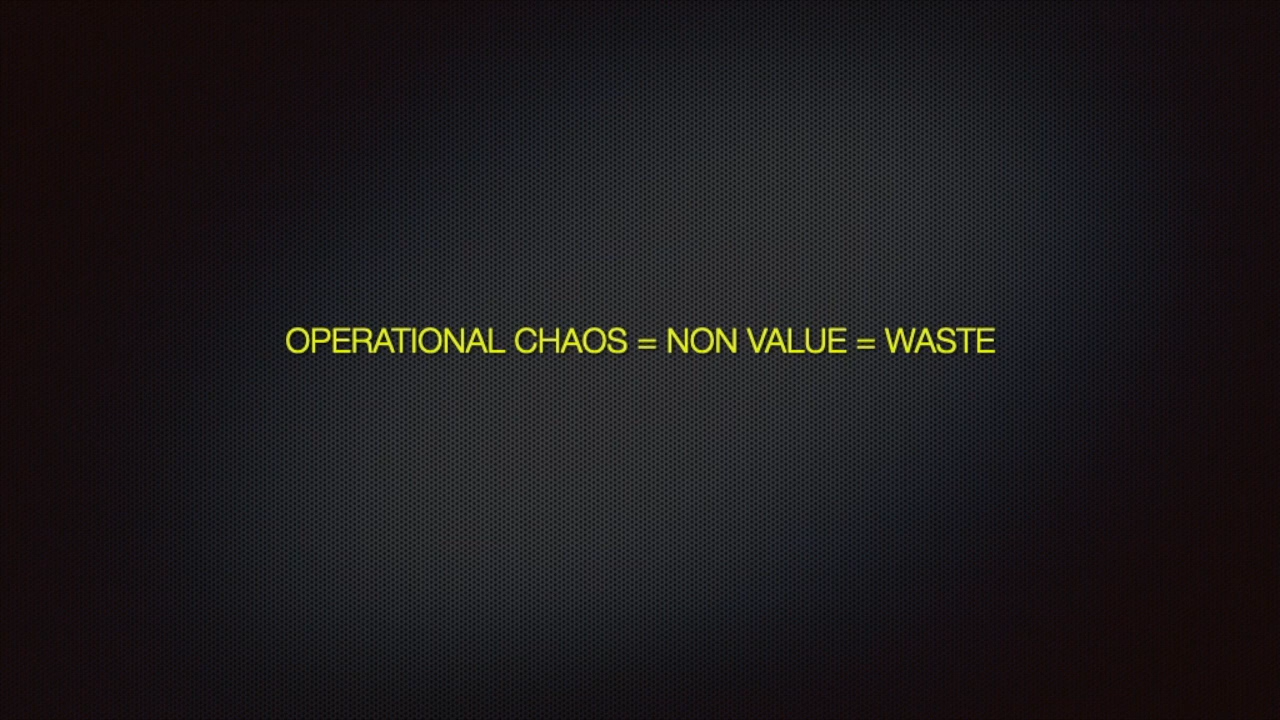 OPERATIONAL CHAOS = NON VALUE = WASTE